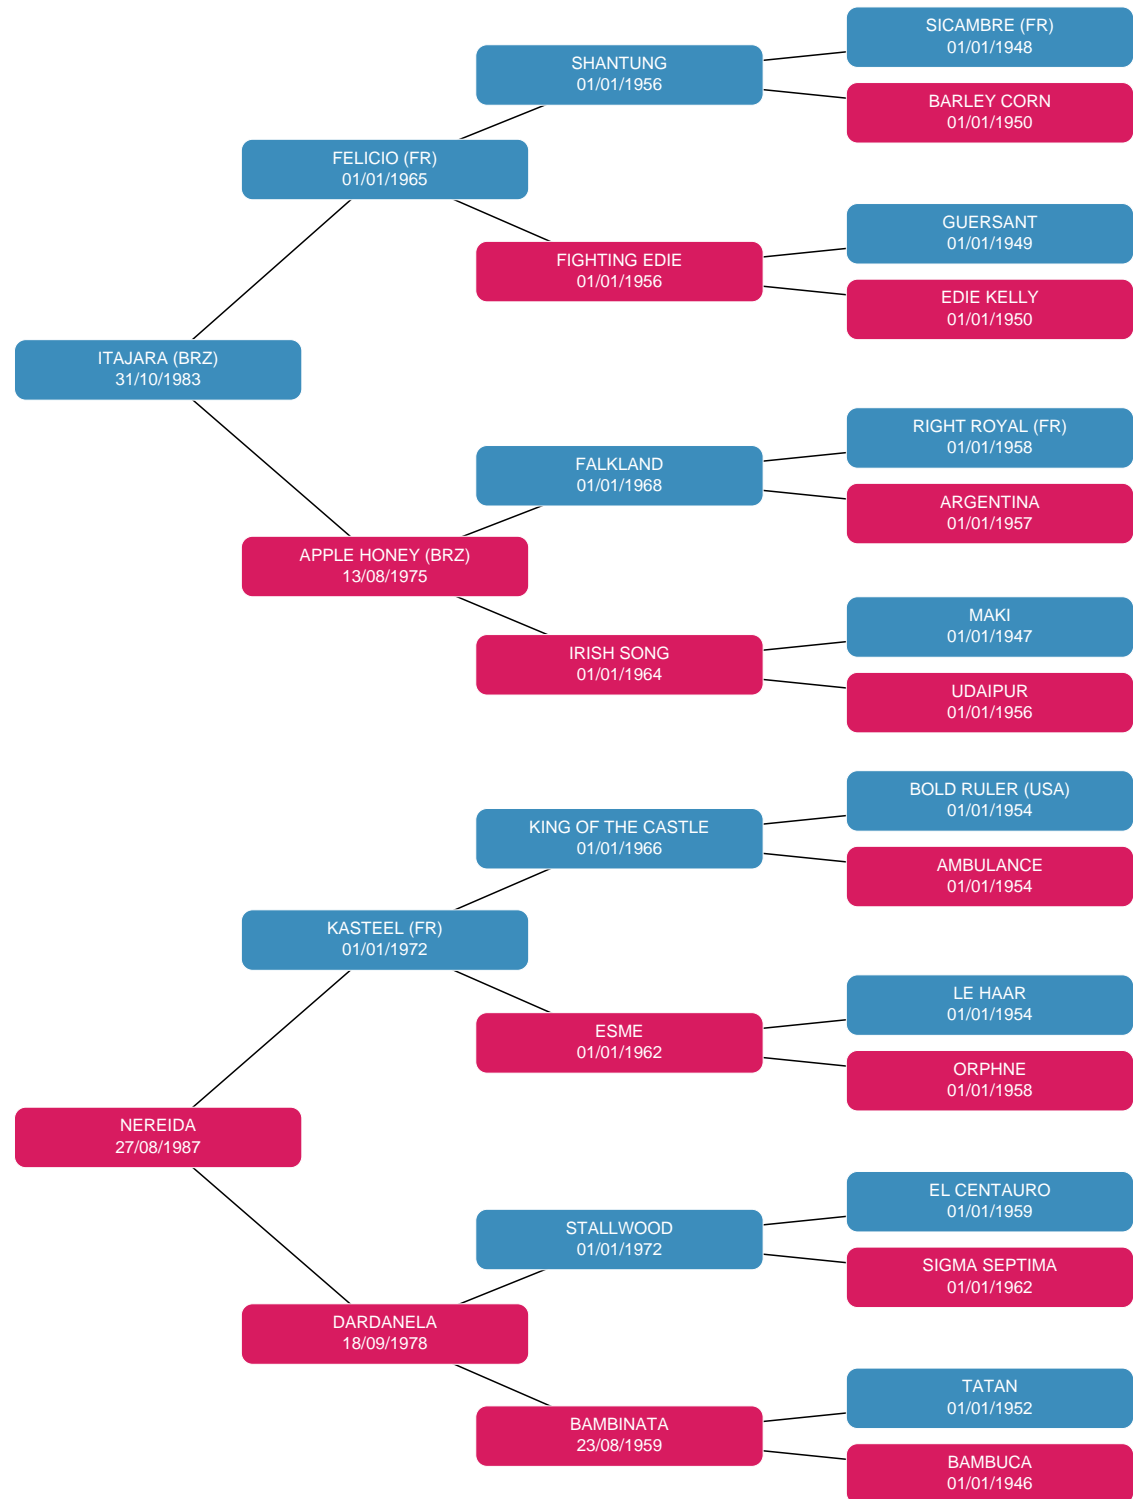 SICAMBRE (FR)
01/01/1948
SHANTUNG
01/01/1956
BARLEY CORN
01/01/1950
FELICIO (FR)
01/01/1965
GUERSANT
01/01/1949
FIGHTING EDIE
01/01/1956
EDIE KELLY
01/01/1950
ITAJARA (BRZ)
31/10/1983
RIGHT ROYAL (FR)
01/01/1958
FALKLAND
01/01/1968
ARGENTINA
01/01/1957
APPLE HONEY (BRZ)
13/08/1975
MAKI
01/01/1947
IRISH SONG
01/01/1964
UDAIPUR
01/01/1956
BOLD RULER (USA)
01/01/1954
KING OF THE CASTLE
01/01/1966
AMBULANCE
01/01/1954
KASTEEL (FR)
01/01/1972
LE HAAR
01/01/1954
ESME
01/01/1962
ORPHNE
01/01/1958
NEREIDA
27/08/1987
EL CENTAURO
01/01/1959
STALLWOOD
01/01/1972
SIGMA SEPTIMA
01/01/1962
DARDANELA
18/09/1978
TATAN
01/01/1952
BAMBINATA
23/08/1959
BAMBUCA
01/01/1946